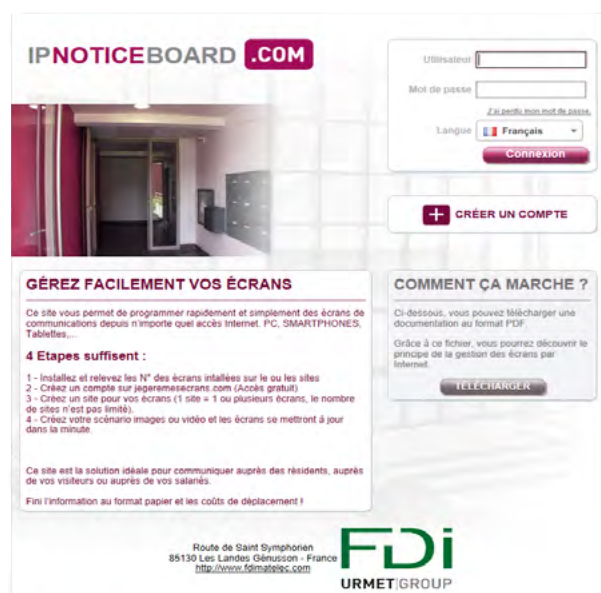 IPNOTICEBOARD .COM
Utilisateur
Mot de passe
J'ai perdu mon mot de passe.
Langue Français
Connexion
CRÉER UN COMPTE
GÉREZ FACILEMENT VOS ÉCRANS
Ce site vous permet de programmer rapidement et simplement des écrans de
communications depuis n'importe quel accès Internet. PC, SMARTPHONES,
Tablettes,...
4 Etapes suffisent :
1 - Installez et relevez les N° des écrans intallées sur le ou les sites
2 - Créez un compte sur jegeremesecrans.com (Accès gratuit)
3 - Créez un site pour vos écrans (1 site = 1 ou plusieurs écrans, le nombre
de sites n'est pas limité).
4 - Créez votre scénario images ou vidéo et les écrans se mettront á jour
dans la minute.
Ce site est la solution idéale pour communiquer auprès des résidents, auprès
de vos visiteurs ou auprès de vos salariés.
Fini l'information au format papier et les coûts de déplacement !
COMMENT ÇA MARCHE ?
Ci-dessous, vous pouvez télécharger une
documentation au format PDF
Grâce à ce fichier, vous pourrez découvrir le
principe de la gestion des écrans par
Internet.
TÉLÉCHARGER
Route de Saint Symphorien
85130 Les Landes Génusson - France
http://www.fdimatelec.com
FDi
URMET|GROUP